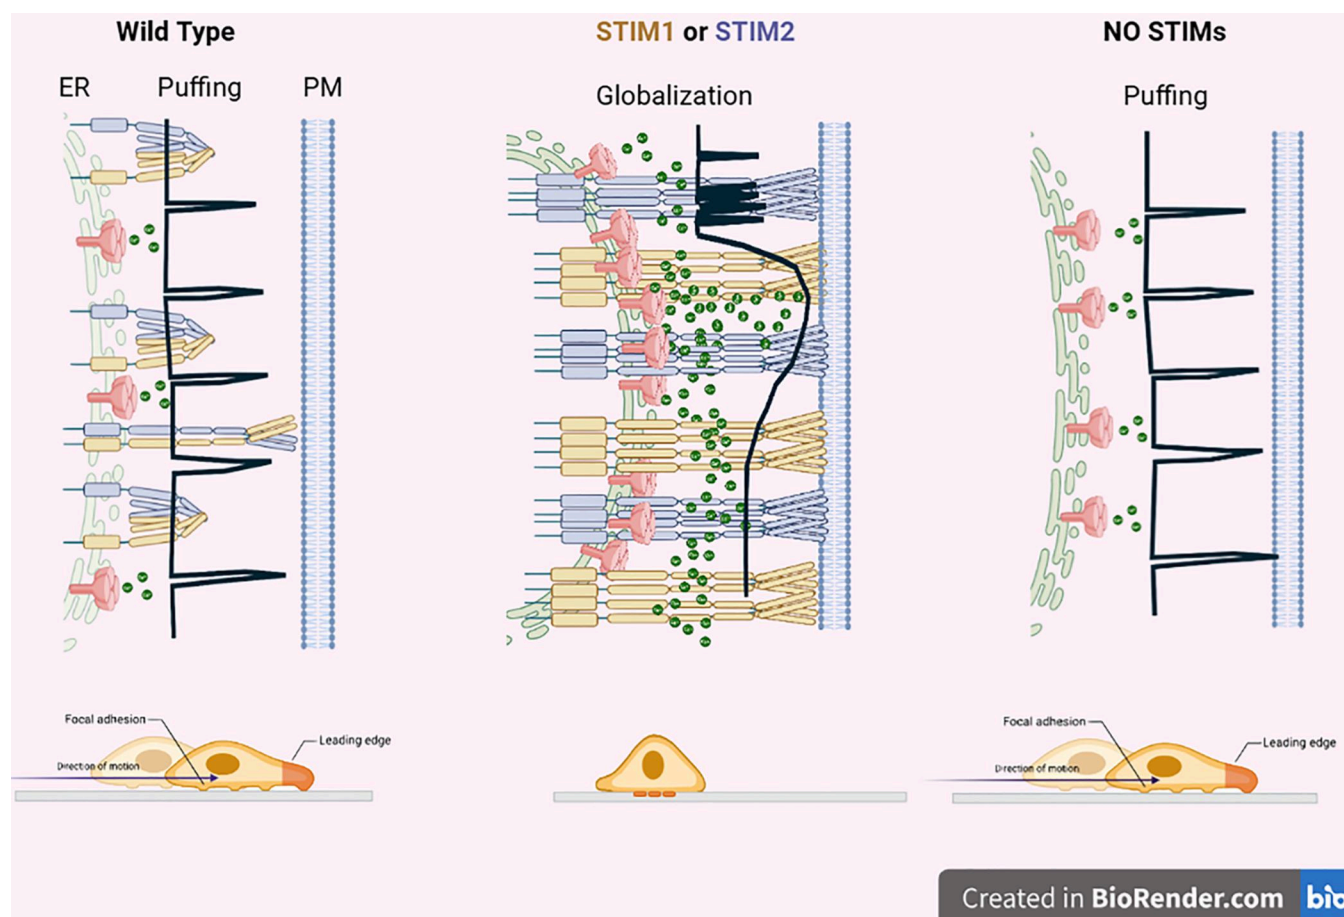 Wild Type
STIM1 or STIM2
NO STIMs
ER
Puffing
PM
Globalization
Puffing
Focal adhesion
Leading edge
Direction of motion
Focal adhesion
Leading edge
Direction of motion
Created in BioRender.com
bio